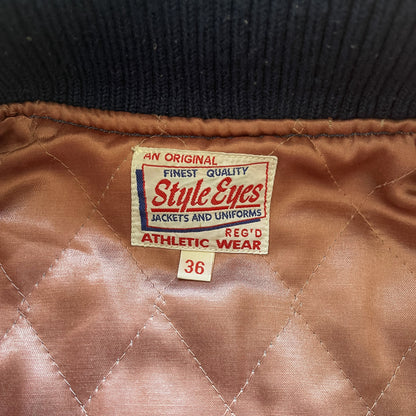 AN ORIGINAL
FINEST QUALITY
Style Eyes
JACKETS AND UNIFORMS
REG'D
ATHLETIC WEAR
36